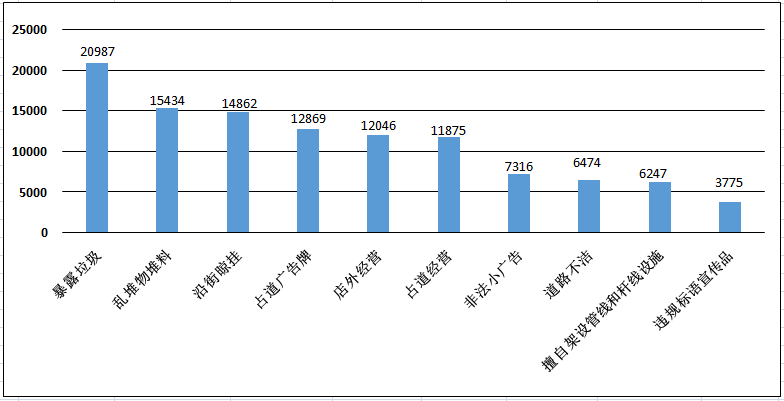 25000
20000
15000
10000
5000
0
20987
15434
14862
12869
12046
11875
7316
6474
6247
3775
暴露垃圾
乱堆物堆料
沿街晾挂
占道广告牌
店外经营
占道经营
非法小广告
道路不洁
擅自架设管线和杆线设施
违规标语宣传品